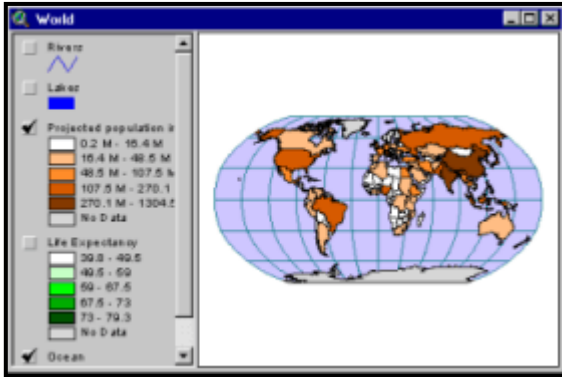 World
Rivers
Lakes
Projected population in
0.2 M - 16.4 M
16.4 M - 48.5 M
48.5 M - 107.5 M
107.5 M - 270.1
270.1 M - 1304.5
No Data
Life Expectancy
39.8 - 49.5
49.5 - 59
59 - 67.5
67.5 - 73
73 - 79.3
No Data
Ocean